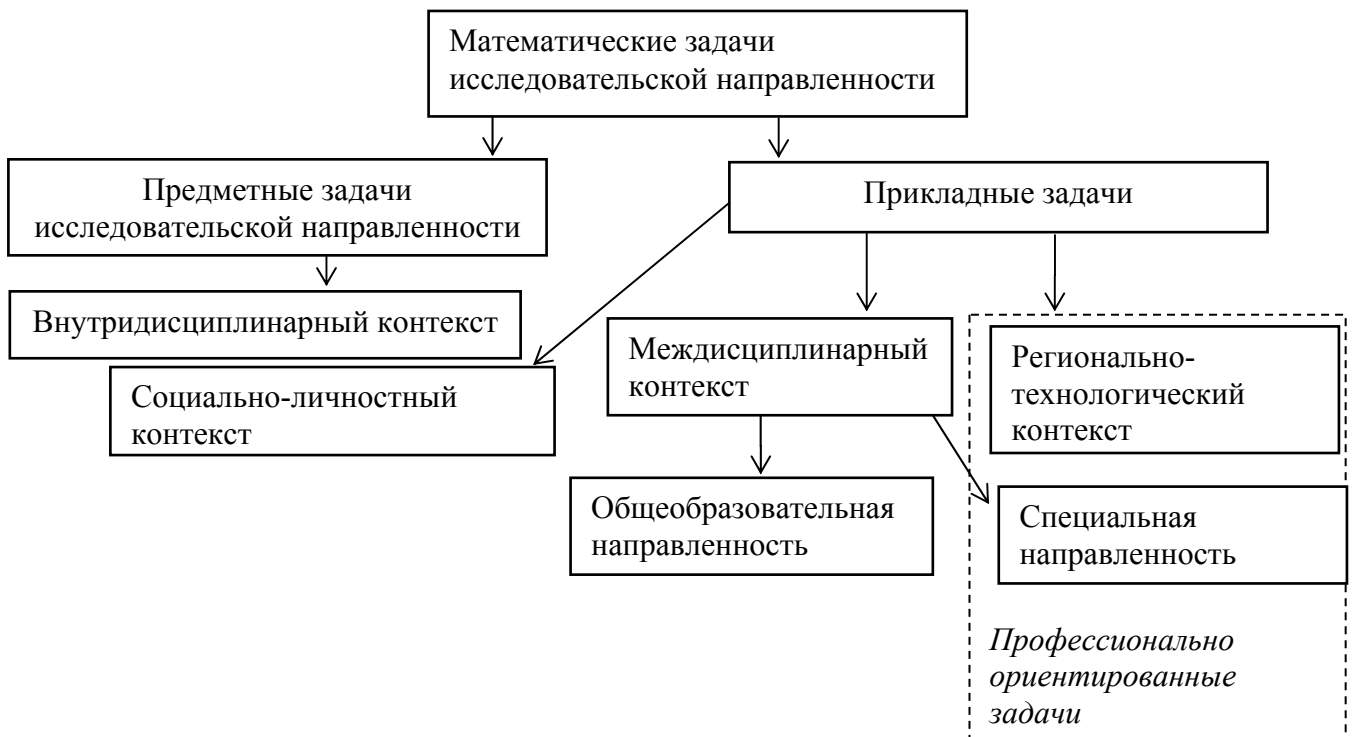 Математические задачи
исследовательской направленности
Предметные задачи
исследовательской направленности
Прикладные задачи
Внутридисциплинарный контекст
Социально-личностный
контекст
Междисциплинарный
контекст
Регионально-
технологический
контекст
Общеобразовательная
направленность
Специальная
направленность
Профессионально
ориентированные
задачи